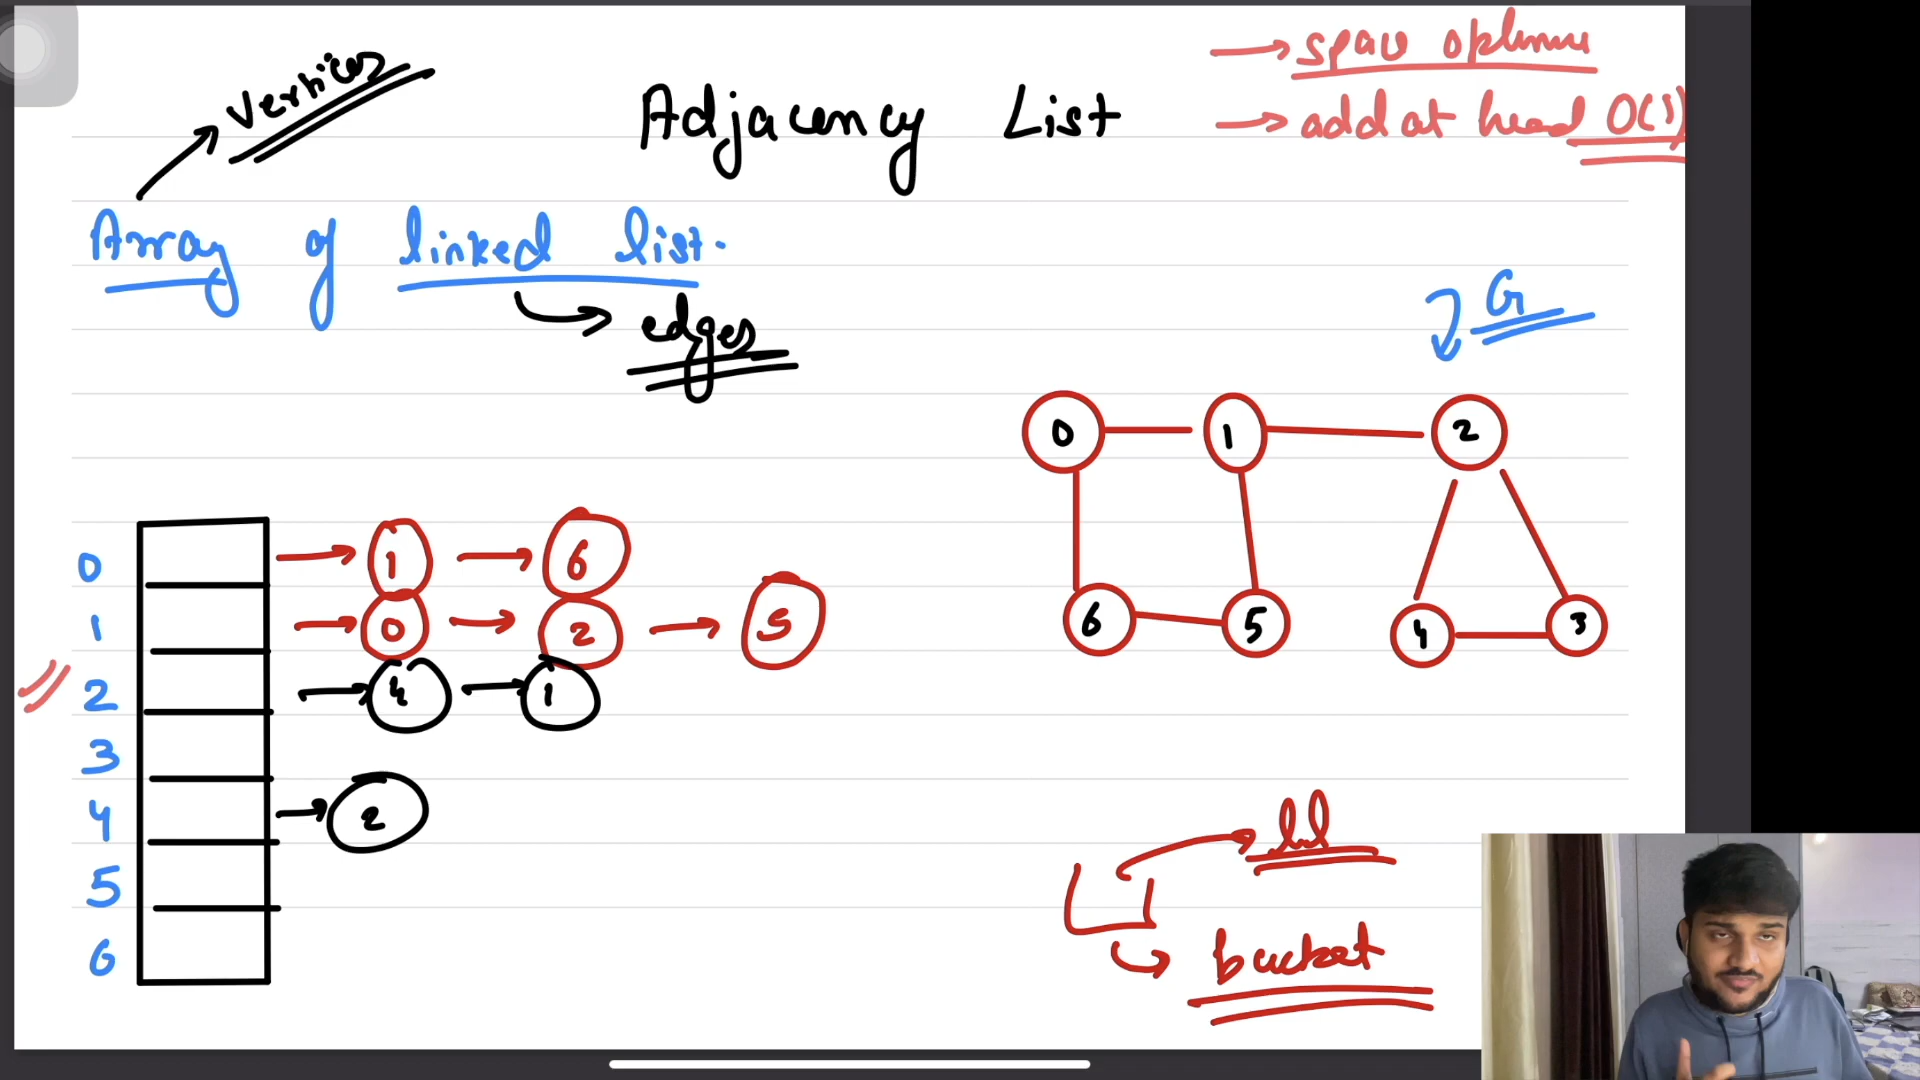 Vertices
Adjacency List
→ space optimise
→ add at head O(1)
Array of linked list.
edges
G
0 1 2
6 5 4 3
0 → 1 → 6
1 → 0 → 2 → 5
2 → 4 → 1
3
4 → 2
5
6
ll
bucket